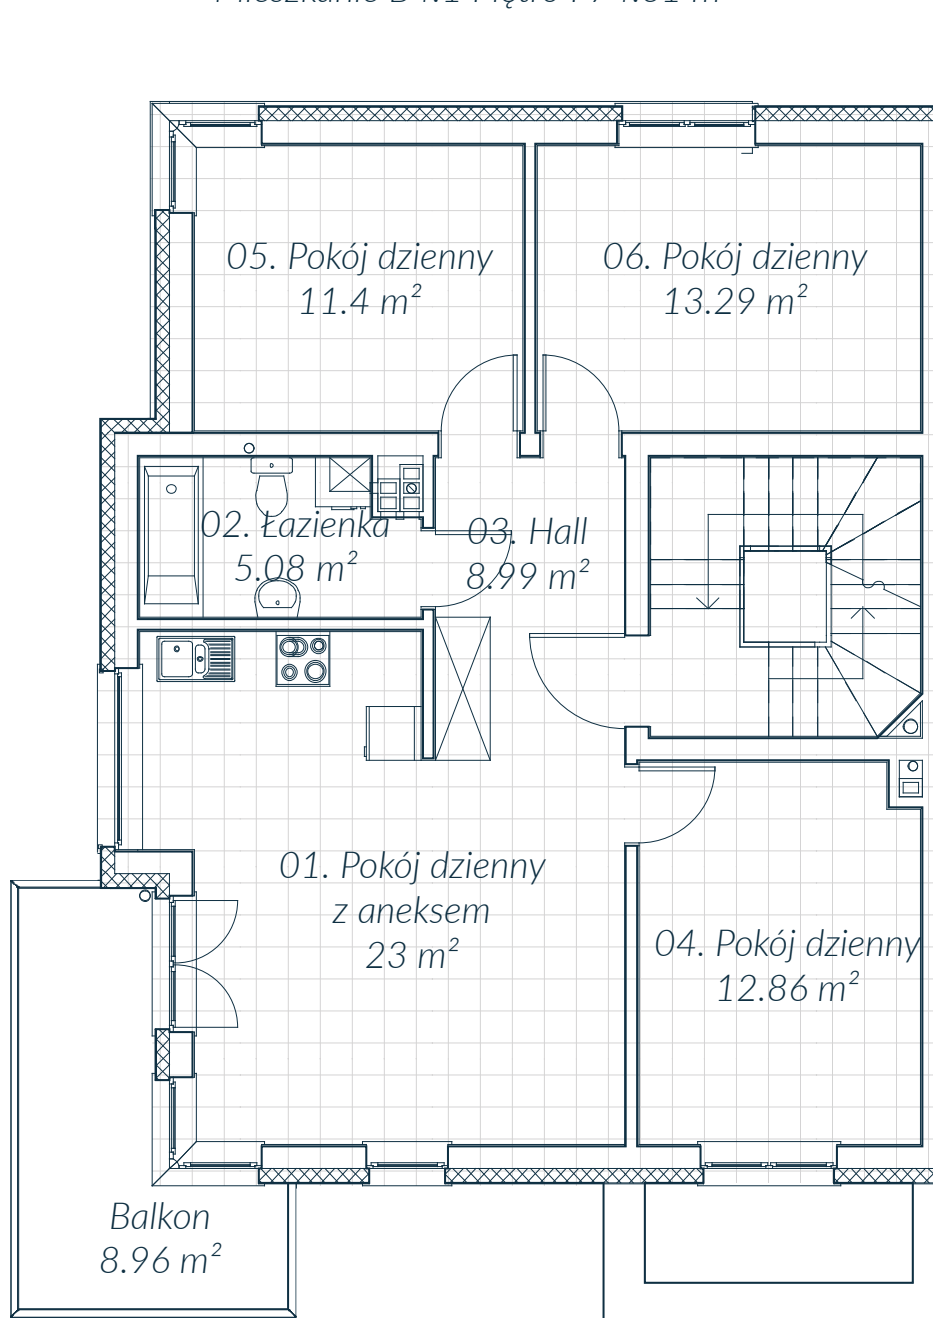 05. Pokój dzienny
11.4 m²
06. Pokój dzienny
13.29 m²
02. Łazienka
5.08 m²
03. Hall
8.99 m²
01. Pokój dzienny
z aneksem
23 m²
04. Pokój dzienny
12.86 m²
Balkon
8.96 m²